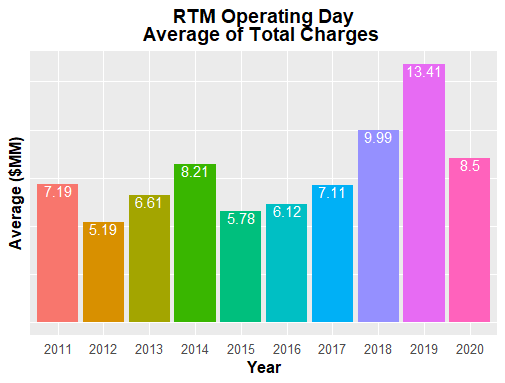 RTM Operating Day
Average of Total Charges
Average ($MM)
7.19
5.19
6.61
8.21
5.78
6.12
7.11
9.99
13.41
8.5
2011 2012 2013 2014 2015 2016 2017 2018 2019 2020
Year